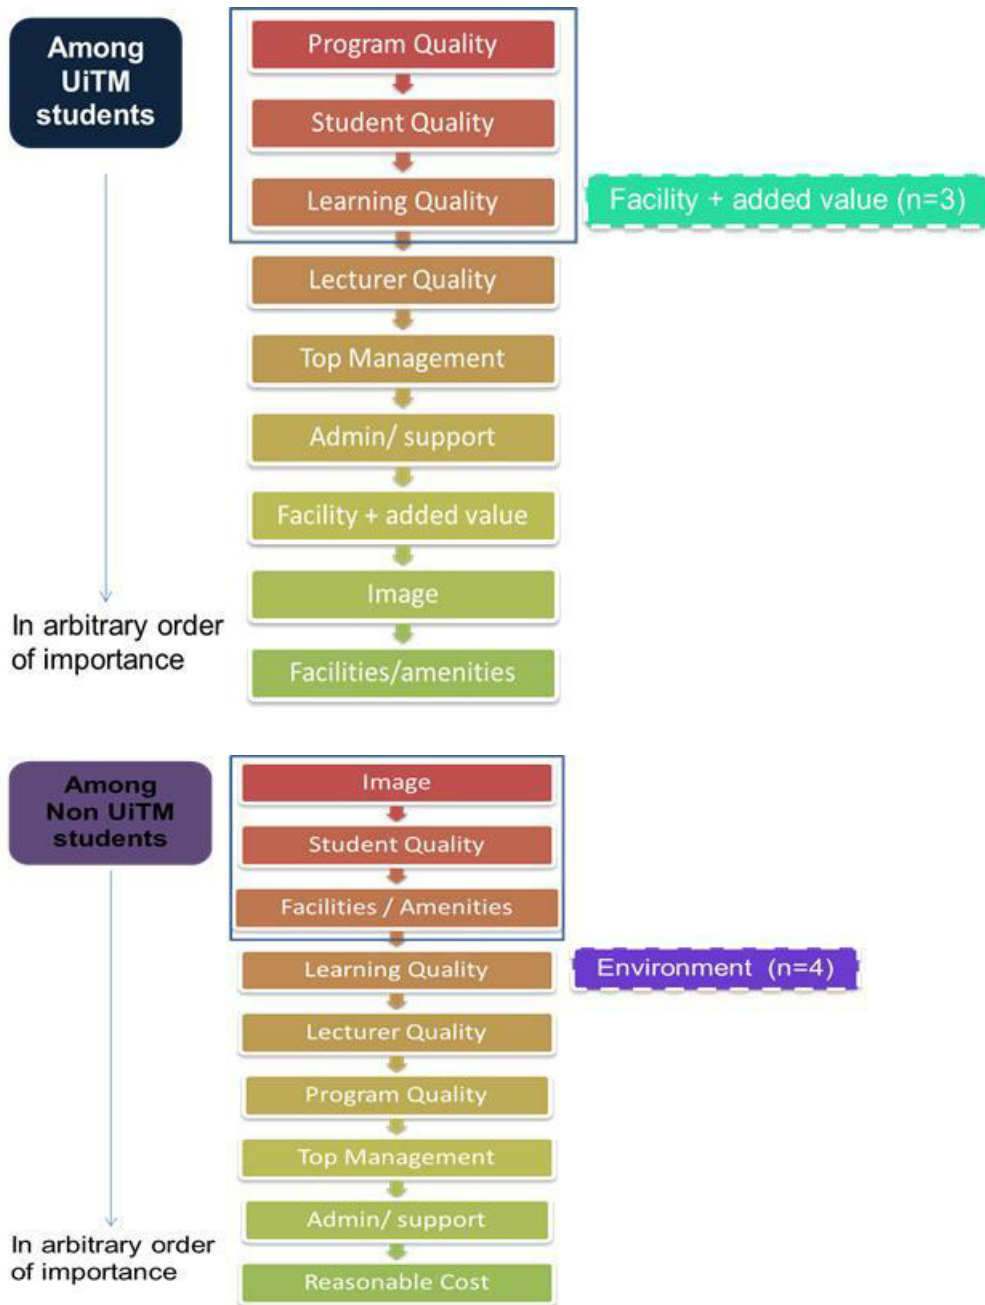 Among
UiTM
students
Program Quality
Student Quality
Learning Quality
Facility + added value (n=3)
Lecturer Quality
Top Management
Admin/ support
Facility + added value
Image
Facilities/amenities
In arbitrary order
of importance
Among
Non UiTM
students
Image
Student Quality
Facilities / Amenities
Learning Quality
Environment (n=4)
Lecturer Quality
Program Quality
Top Management
Admin/ support
Reasonable Cost
In arbitrary order
of importance